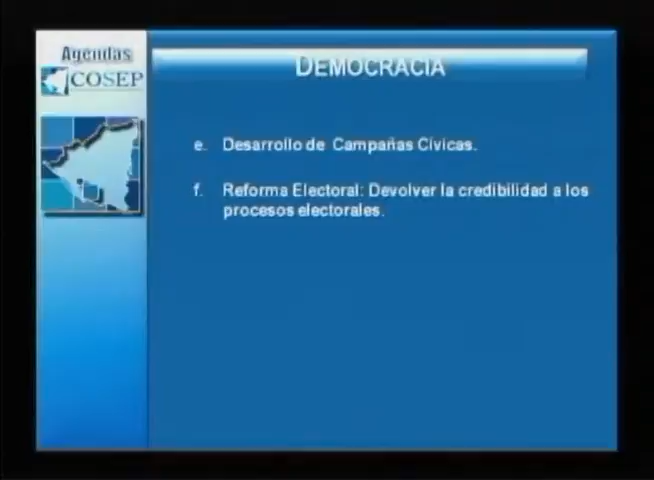 Agendas
COSEP
DEMOCRACIA
e. Desarrollo de Campañas Cívicas.
f. Reforma Electoral: Devolver la credibilidad a los
procesos electorales.